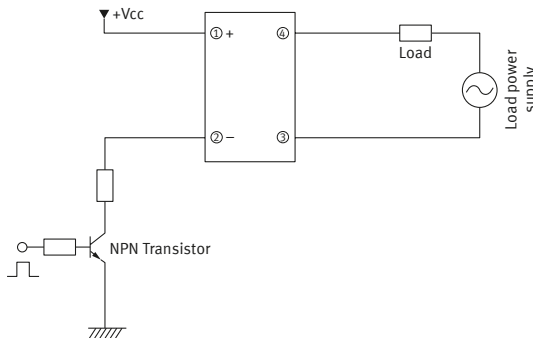 +Vcc
① +
④
Load
Load power
supply
② −
③
NPN Transistor